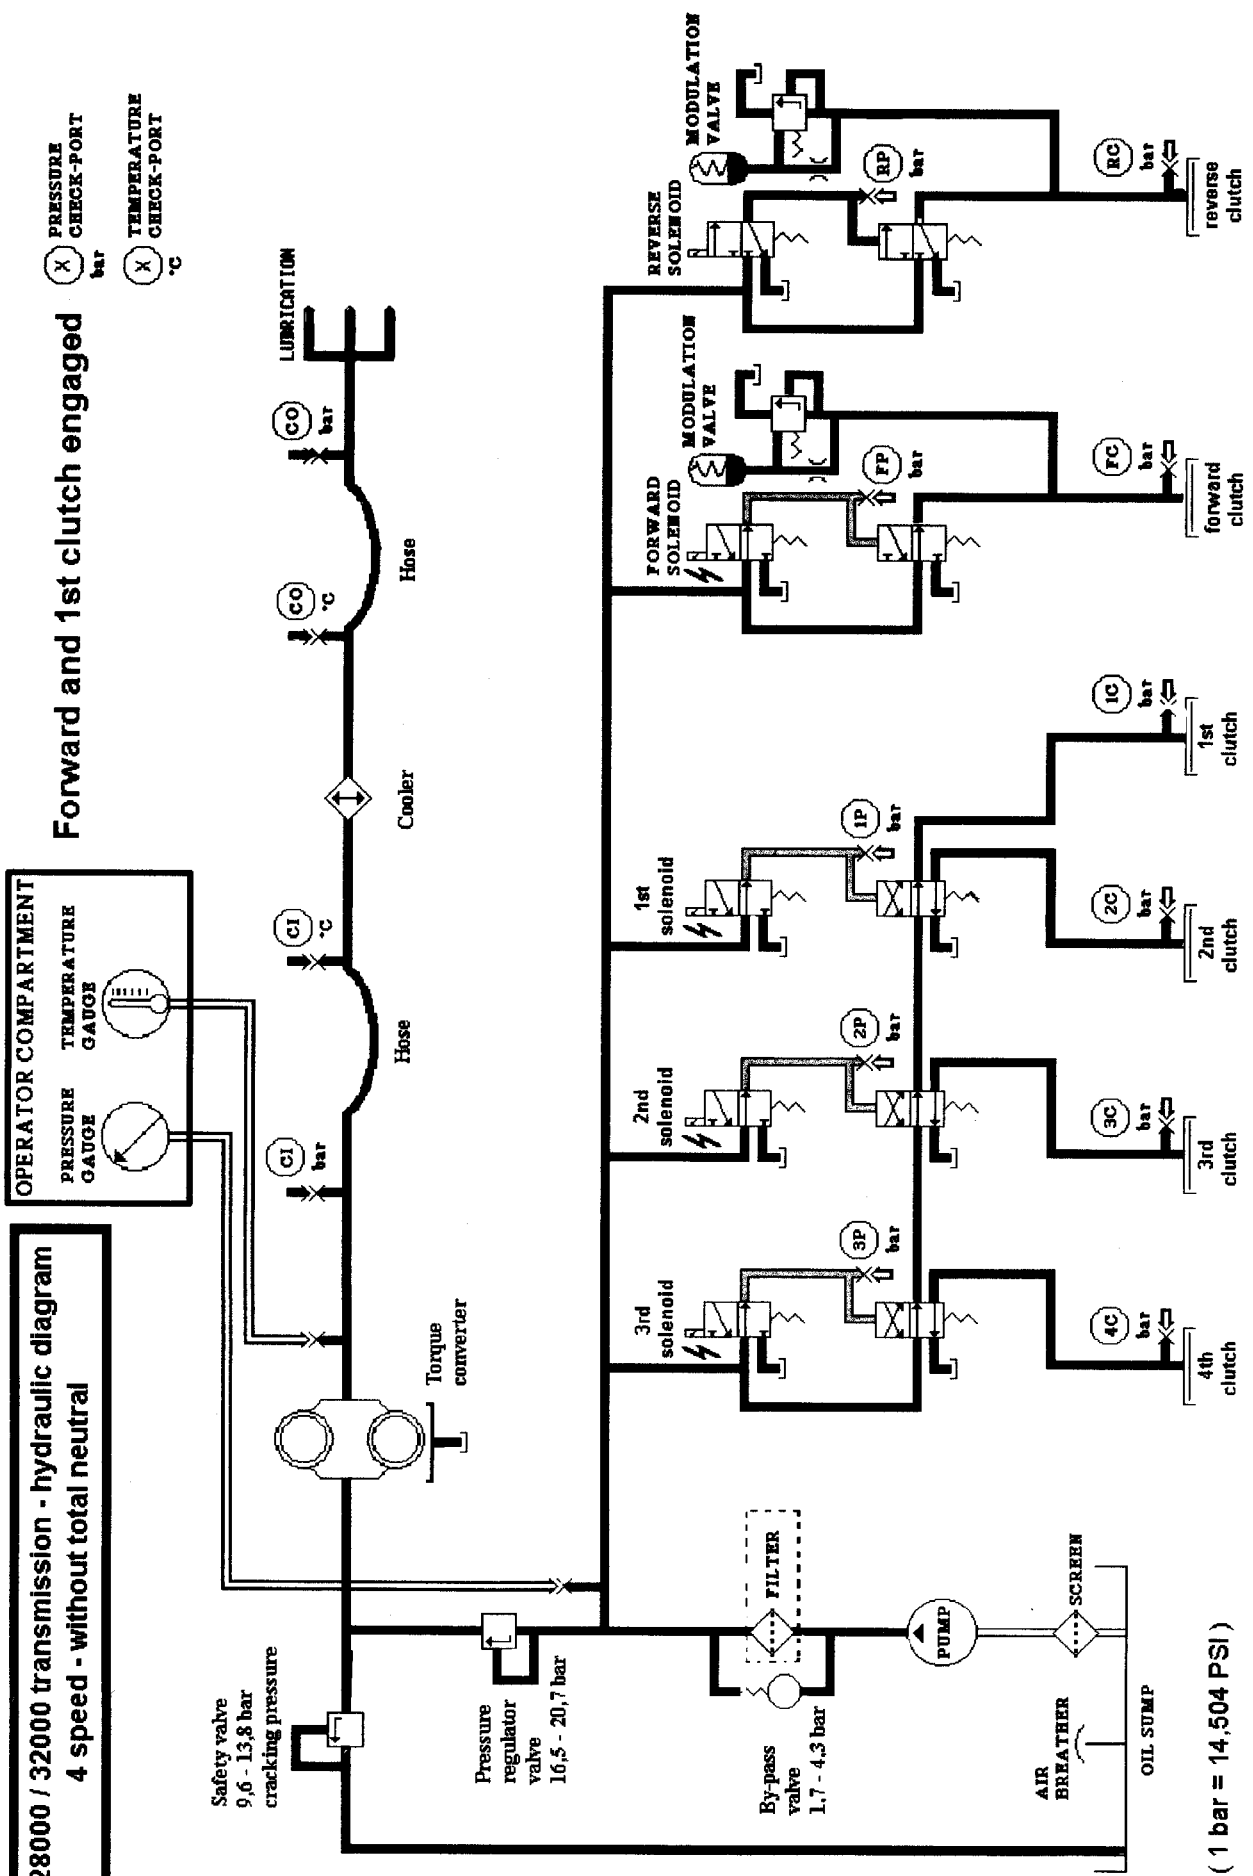 28000 / 32000 transmission - hydraulic diagram
4 speed - without total neutral
OPERATOR COMPARTMENT
PRESSURE
GAUGE
TEMPERATURE
GAUGE
Forward and 1st clutch engaged
X
PRESSURE
CHECK-PORT
bar
X
TEMPERATURE
CHECK-PORT
°C
Safety valve
9,6 - 13,8 bar
cracking pressure
Torque
converter
CI
bar
Hose
CI
°C
Cooler
CO
°C
Hose
CO
bar
LUBRICATION
Pressure
regulator
valve
16,5 - 20,7 bar
By-pass
valve
1,7 - 4,3 bar
FILTER
PUMP
SCREEN
AIR
BREATHER
OIL SUMP
3rd
solenoid
3P
bar
4C
bar
4th
clutch
2nd
solenoid
2P
bar
3C
bar
3rd
clutch
1st
solenoid
1P
bar
2C
bar
2nd
clutch
1C
bar
1st
clutch
FORWARD
SOLENOID
MODULATION
VALVE
FP
bar
FC
bar
forward
clutch
REVERSE
SOLENOID
MODULATION
VALVE
RP
bar
RC
bar
reverse
clutch
( 1 bar = 14,504 PSI )